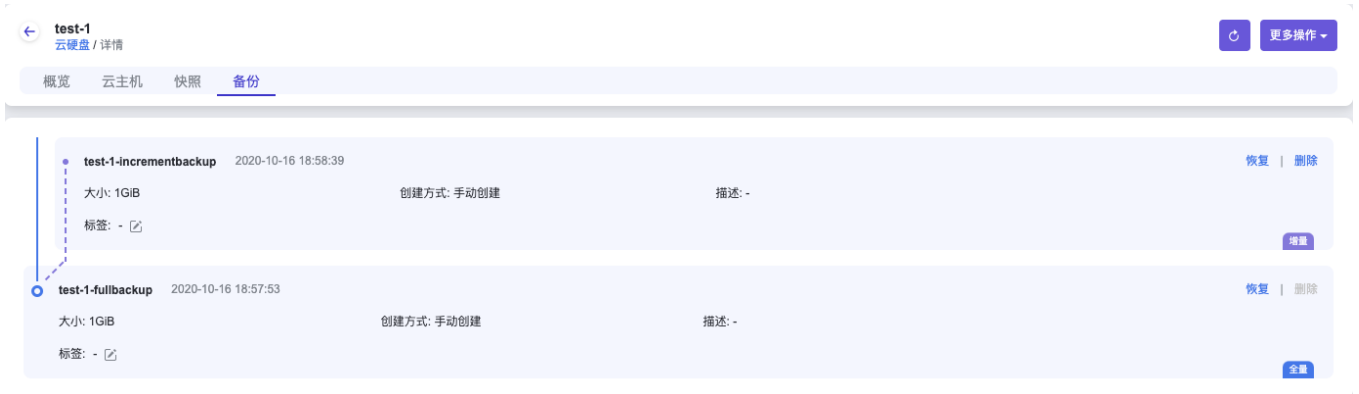 test-1
云硬盘 / 详情
更多操作
概览 云主机 快照 备份
test-1-incrementbackup 2020-10-16 18:58:39 恢复 | 删除
大小: 1GiB 创建方式: 手动创建 描述: -
标签: -
增量
test-1-fullbackup 2020-10-16 18:57:53 恢复 | 删除
大小: 1GiB 创建方式: 手动创建 描述: -
标签: -
全量